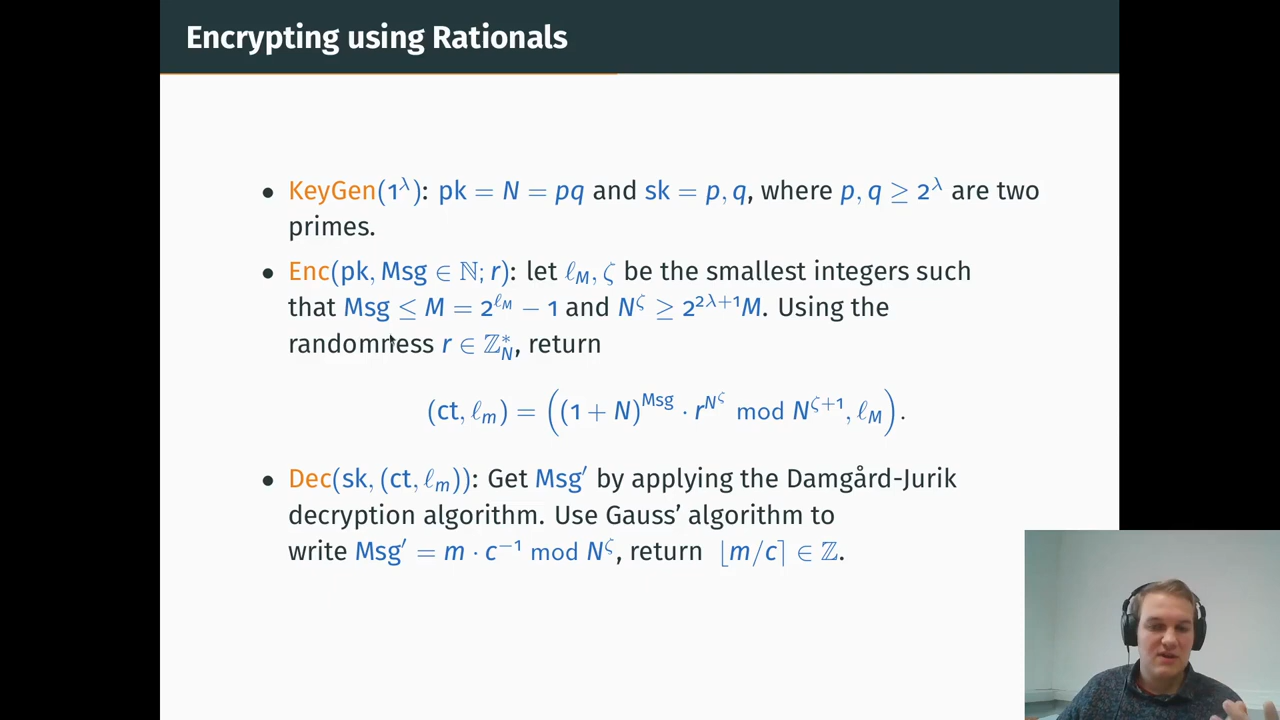 Encrypting using Rationals
• KeyGen(1^λ): pk = N = pq and sk = p, q, where p, q ≥ 2^λ are two
primes.
• Enc(pk, Msg ∈ ℕ; r): let ℓ_M, ζ be the smallest integers such
that Msg ≤ M = 2^{ℓ_M} − 1 and N^ζ ≥ 2^{2λ+1}M. Using the
randomness r ∈ ℤ*_N, return
(ct, ℓ_m) = ((1 + N)^{Msg} · r^{N^ζ} mod N^{ζ+1}, ℓ_M).
• Dec(sk, (ct, ℓ_m)): Get Msg′ by applying the Damgård-Jurik
decryption algorithm. Use Gauss’ algorithm to
write Msg′ = m · c^{−1} mod N^ζ, return ⌊m/c⌉ ∈ ℤ.